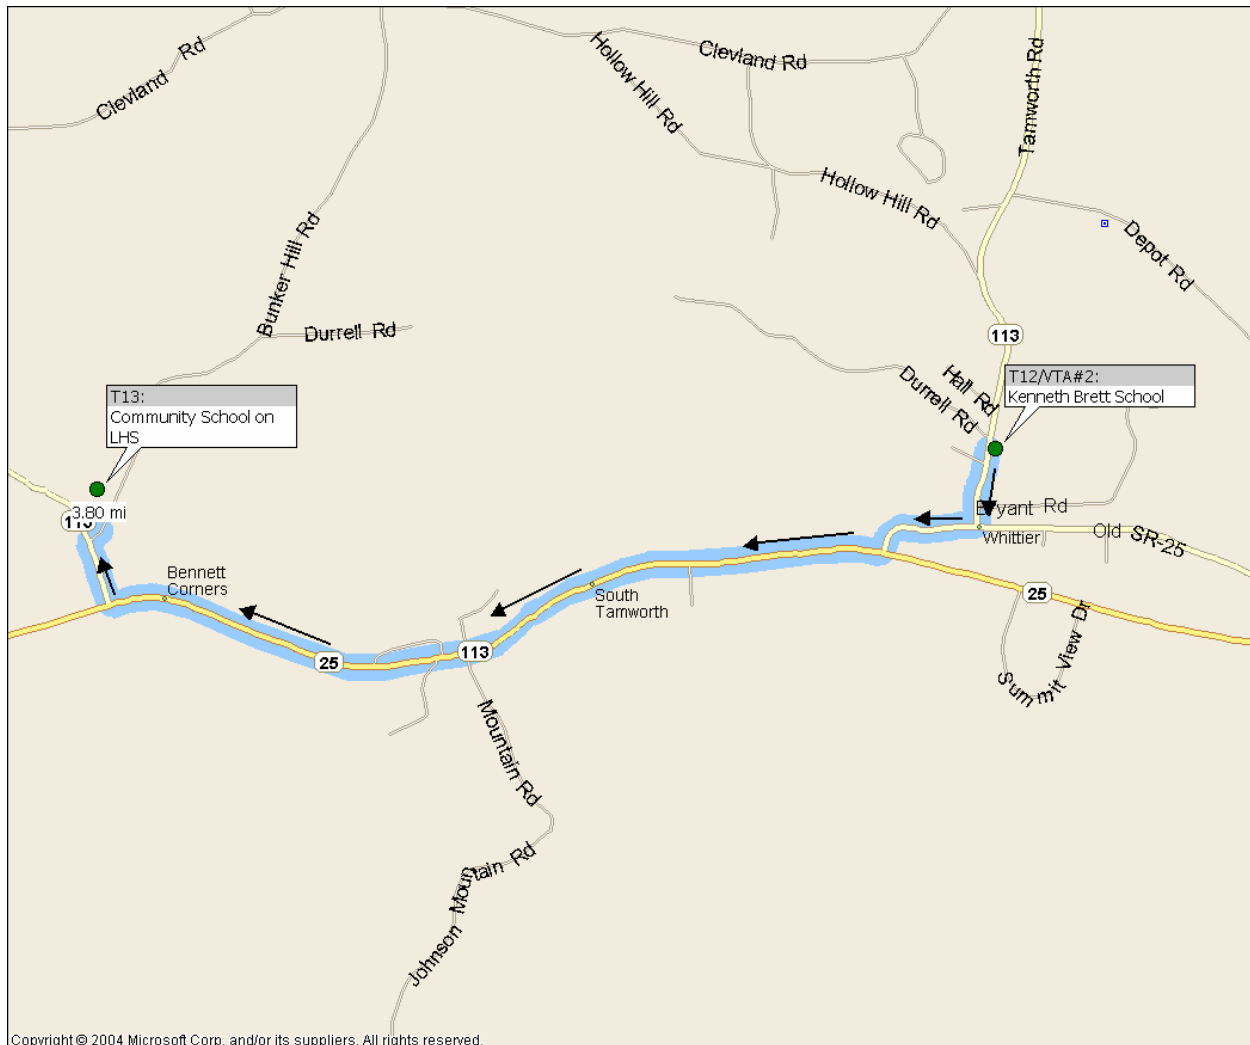 Clevland Rd
Hollow Hill Rd
Clevland Rd
Tamworth Rd
Hollow Hill Rd
Depot Rd
Bunker Hill Rd
Durrell Rd
113
Hall Rd
Durrell Rd
T12/VTA#2:
Kenneth Brett School
T13:
Community School on
LHS
3.80 mi
113
Bryant Rd
Whittier
Old SR-25
Bennett
Corners
South
Tamworth
25
25
113
Summit View Dr
Mountain Rd
Johnson Mountain Rd
Copyright © 2004 Microsoft Corp. and/or its suppliers. All rights reserved.